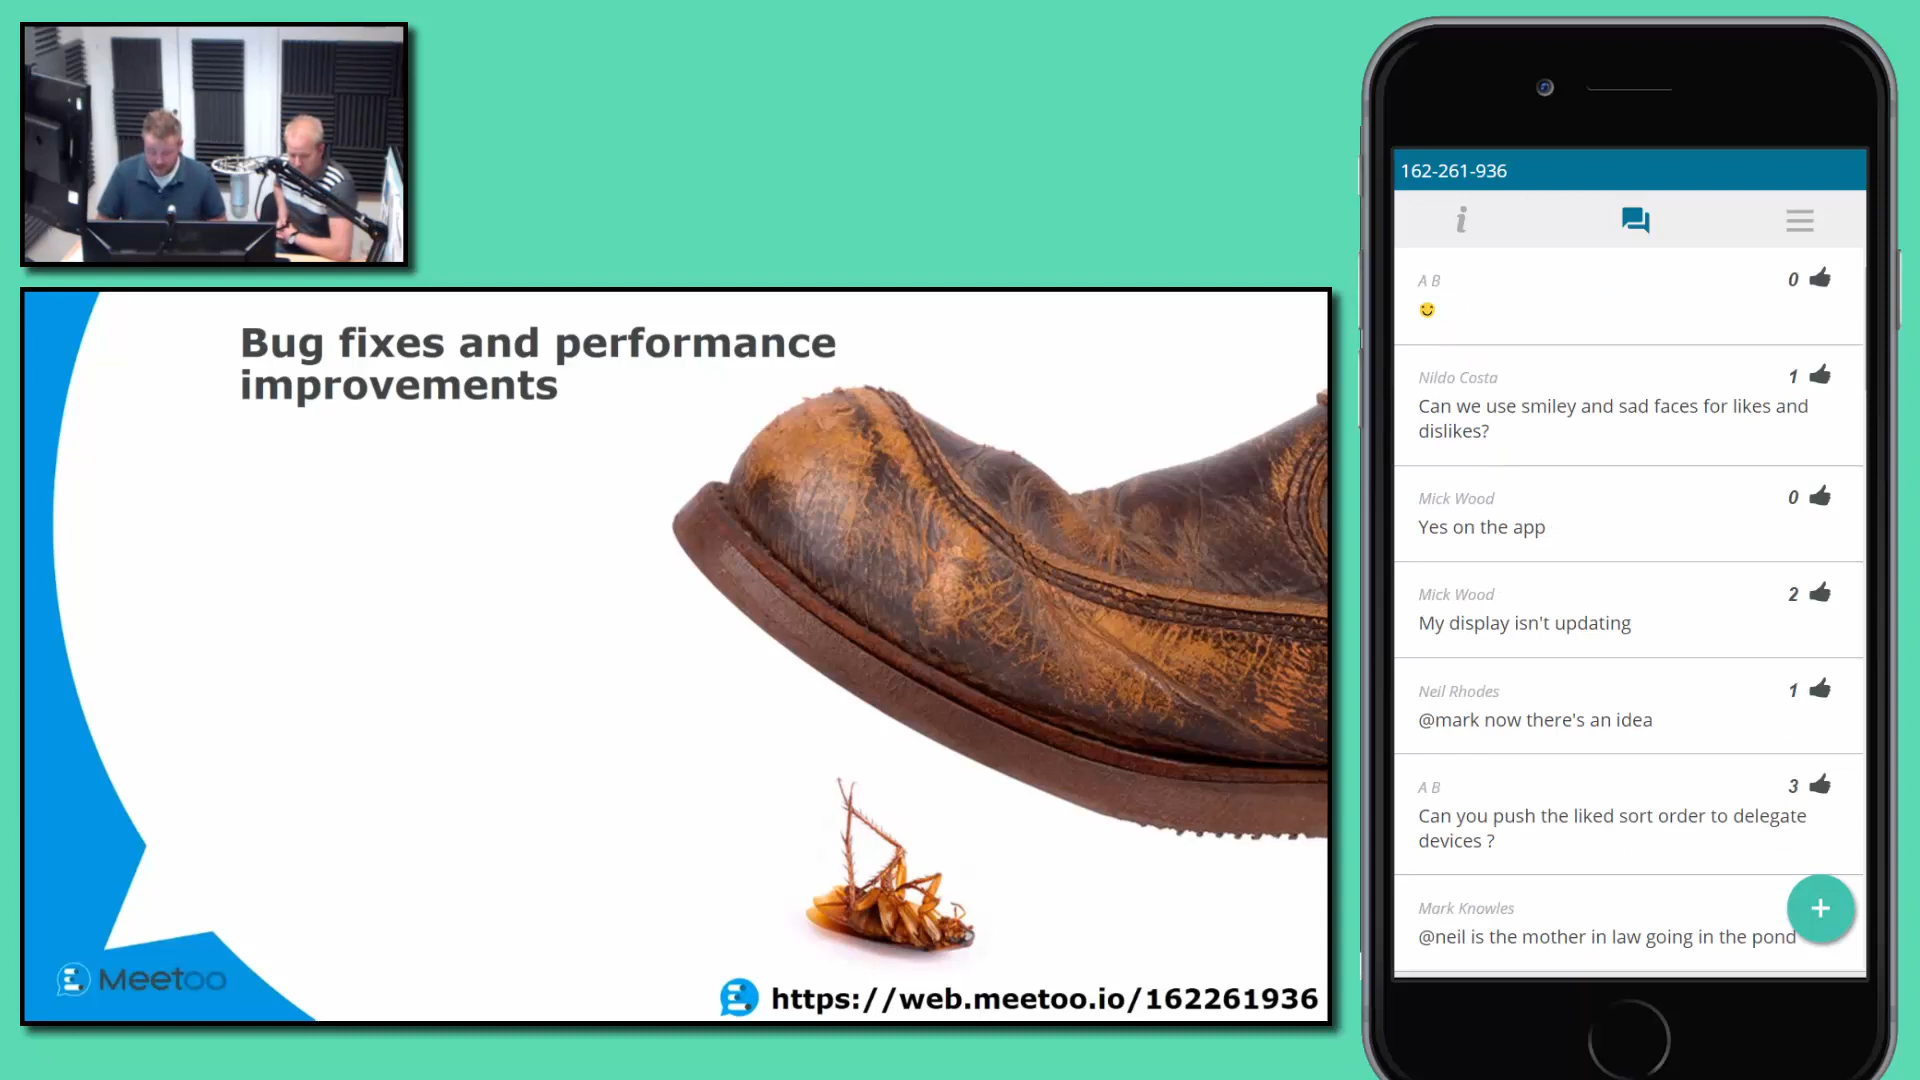 Bug fixes and performance
improvements
Meetoo
https://web.meetoo.io/162261936
162-261-936
A B
0
Nildo Costa
1
Can we use smiley and sad faces for likes and
dislikes?
Mick Wood
0
Yes on the app
Mick Wood
2
My display isn't updating
Neil Rhodes
1
@mark now there's an idea
A B
3
Can you push the liked sort order to delegate
devices ?
Mark Knowles
@neil is the mother in law going in the pond